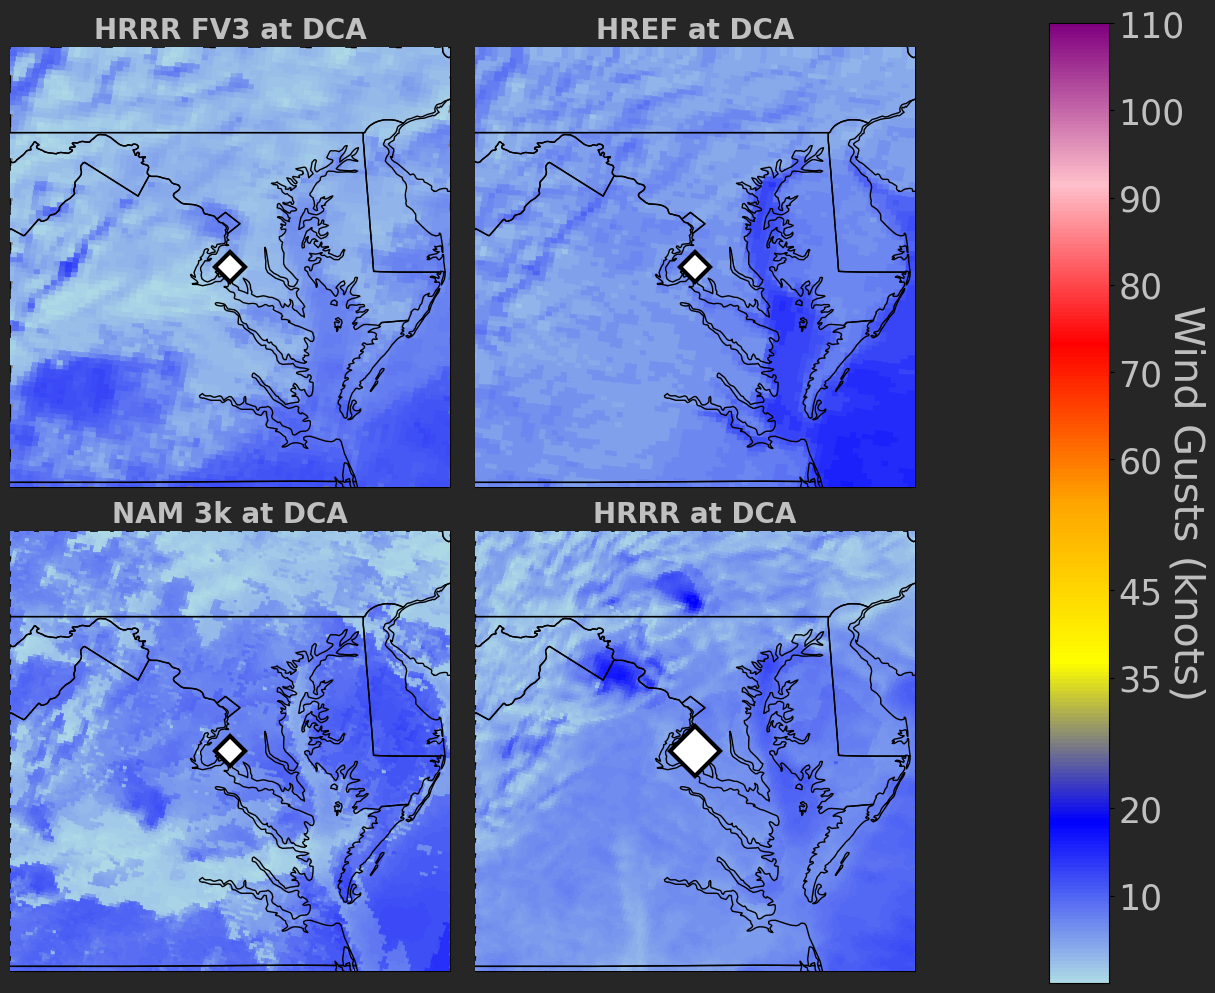 HRRR FV3 at DCA
HREF at DCA
NAM 3k at DCA
HRRR at DCA
110
100
90
80
70
60
45
35
20
10
Wind Gusts (knots)